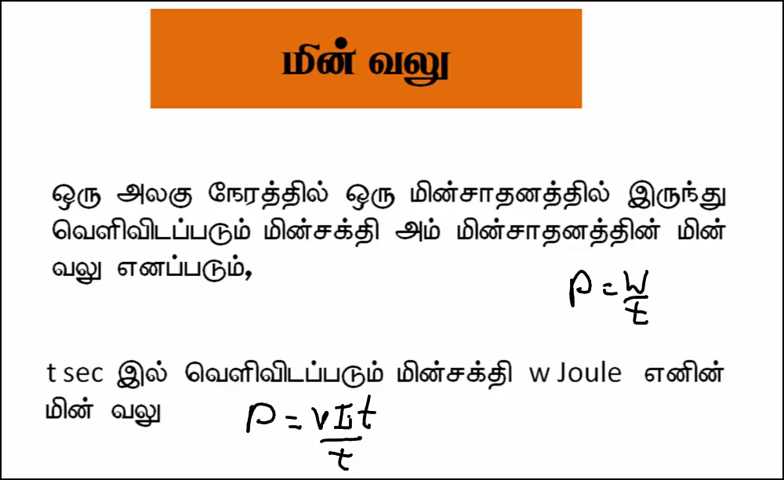 மின் வலு
ஒரு அலகு நேரத்தில் ஒரு மின்சாதனத்தில் இருந்து
வெளிவிடப்படும் மின்சக்தி அம் மின்சாதனத்தின் மின்
வலு எனப்படும்,
P = W/t
t sec இல் வெளிவிடப்படும் மின்சக்தி w Joule எனின்
மின் வலு P = VIt/t